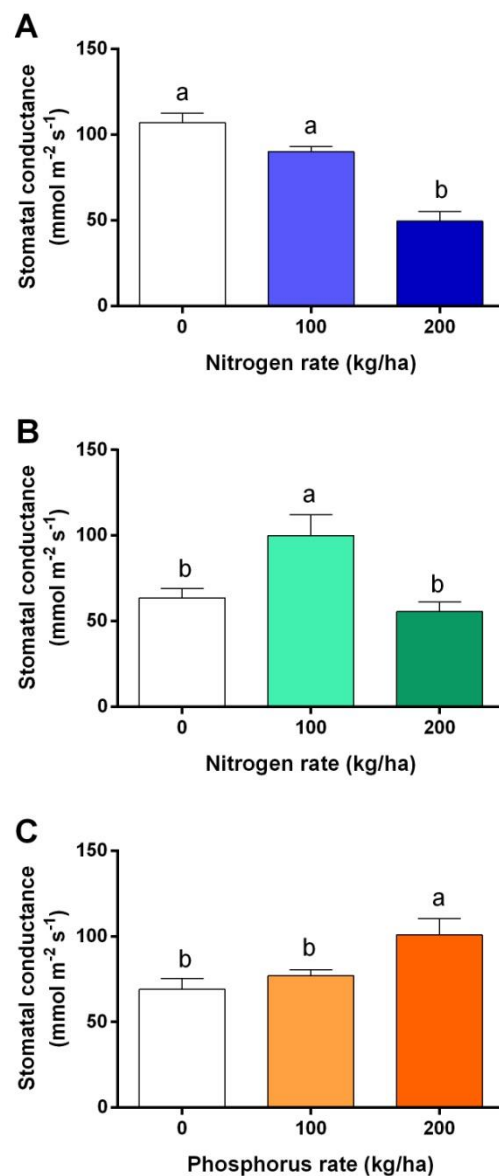 A
Stomatal conductance
(mmol m⁻² s⁻¹)
150
100
50
0
a
a
b
0 100 200
Nitrogen rate (kg/ha)
B
Stomatal conductance
(mmol m⁻² s⁻¹)
150
100
50
0
b
a
b
0 100 200
Nitrogen rate (kg/ha)
C
Stomatal conductance
(mmol m⁻² s⁻¹)
150
100
50
0
b
b
a
0 100 200
Phosphorus rate (kg/ha)